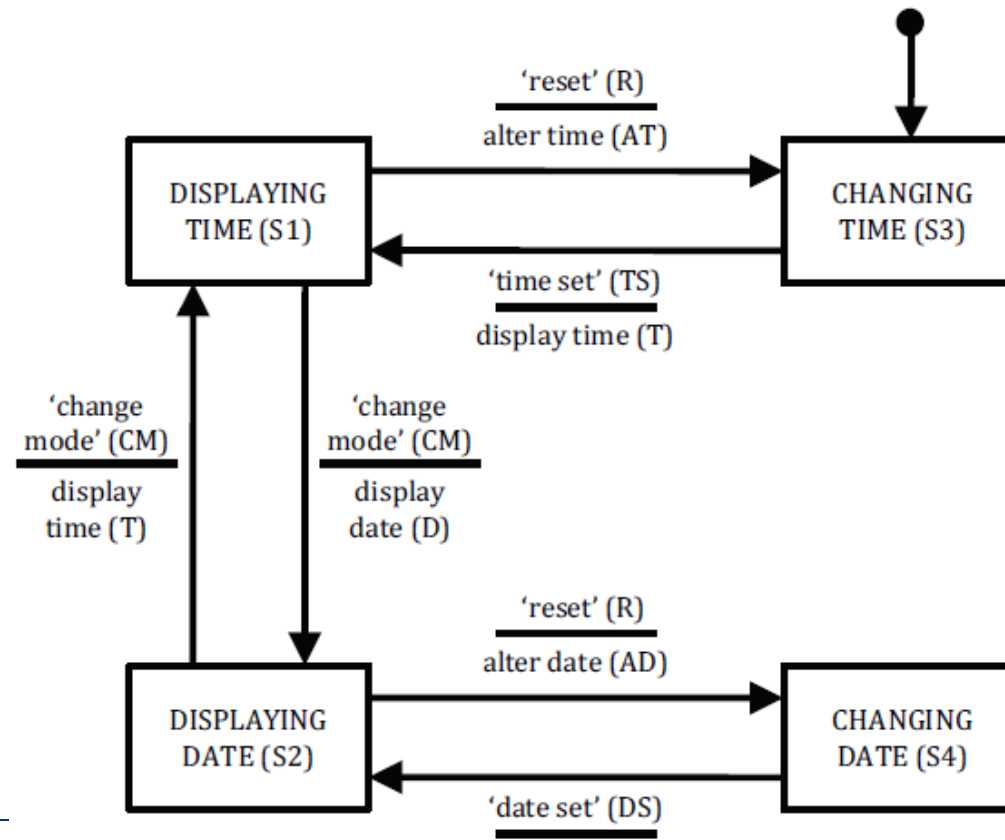 ‘reset’ (R)
alter time (AT)
DISPLAYING
TIME (S1)
CHANGING
TIME (S3)
‘time set’ (TS)
display time (T)
‘change
mode’ (CM)
display
time (T)
‘change
mode’ (CM)
display
date (D)
‘reset’ (R)
alter date (AD)
DISPLAYING
DATE (S2)
CHANGING
DATE (S4)
‘date set’ (DS)